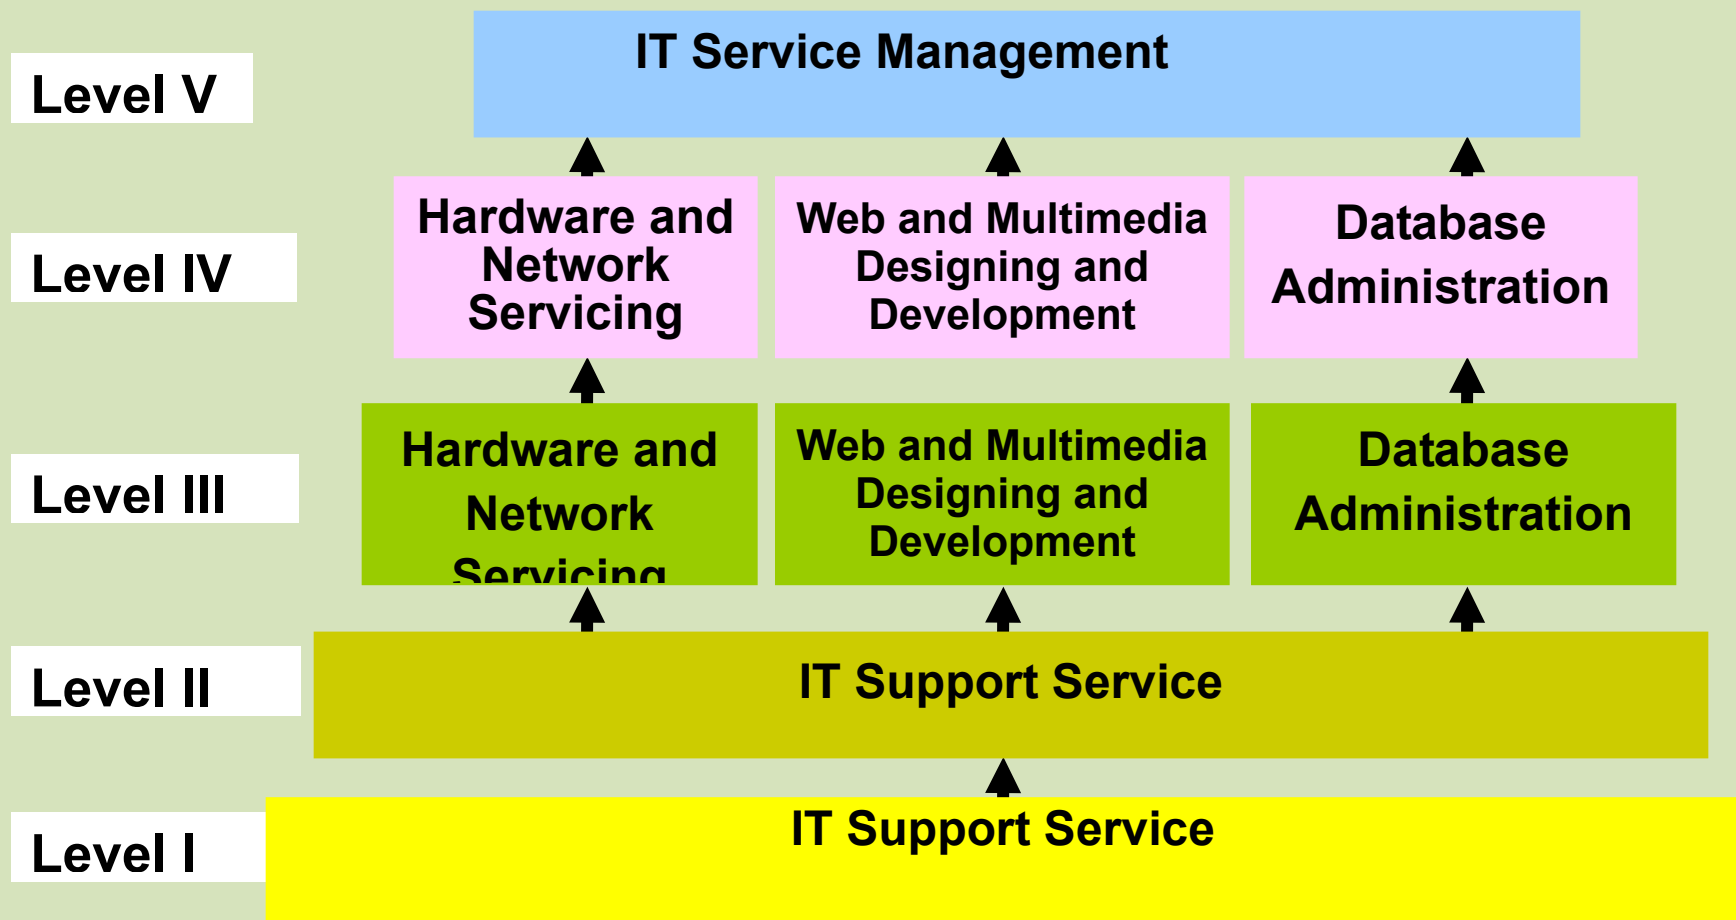 IT Service Management
Level V
Hardware and
Network
Servicing
Web and Multimedia
Designing and
Development
Database
Administration
Level IV
Hardware and
Network
Servicing
Web and Multimedia
Designing and
Development
Database
Administration
Level III
IT Support Service
Level II
IT Support Service
Level I